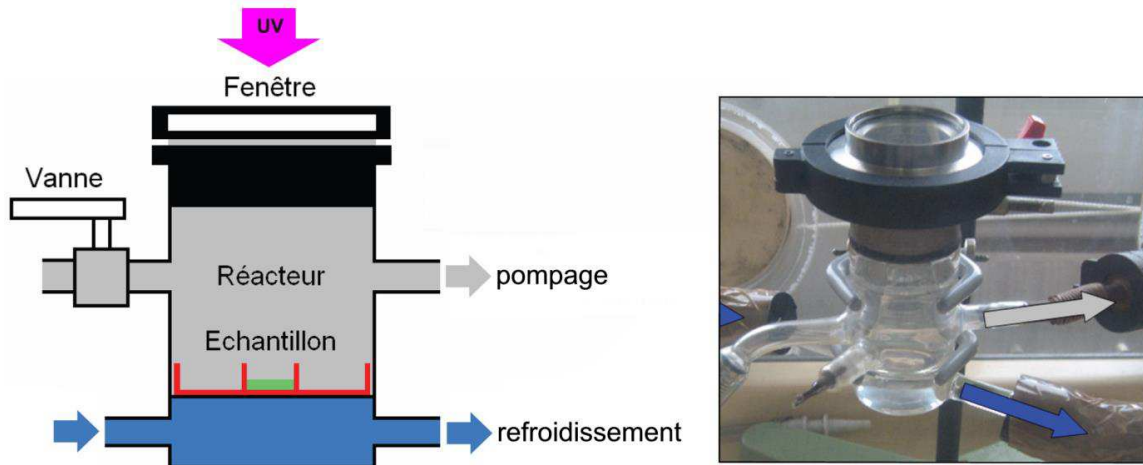 UV
Fenêtre
Vanne
Réacteur
pompage
Echantillon
refroidissement